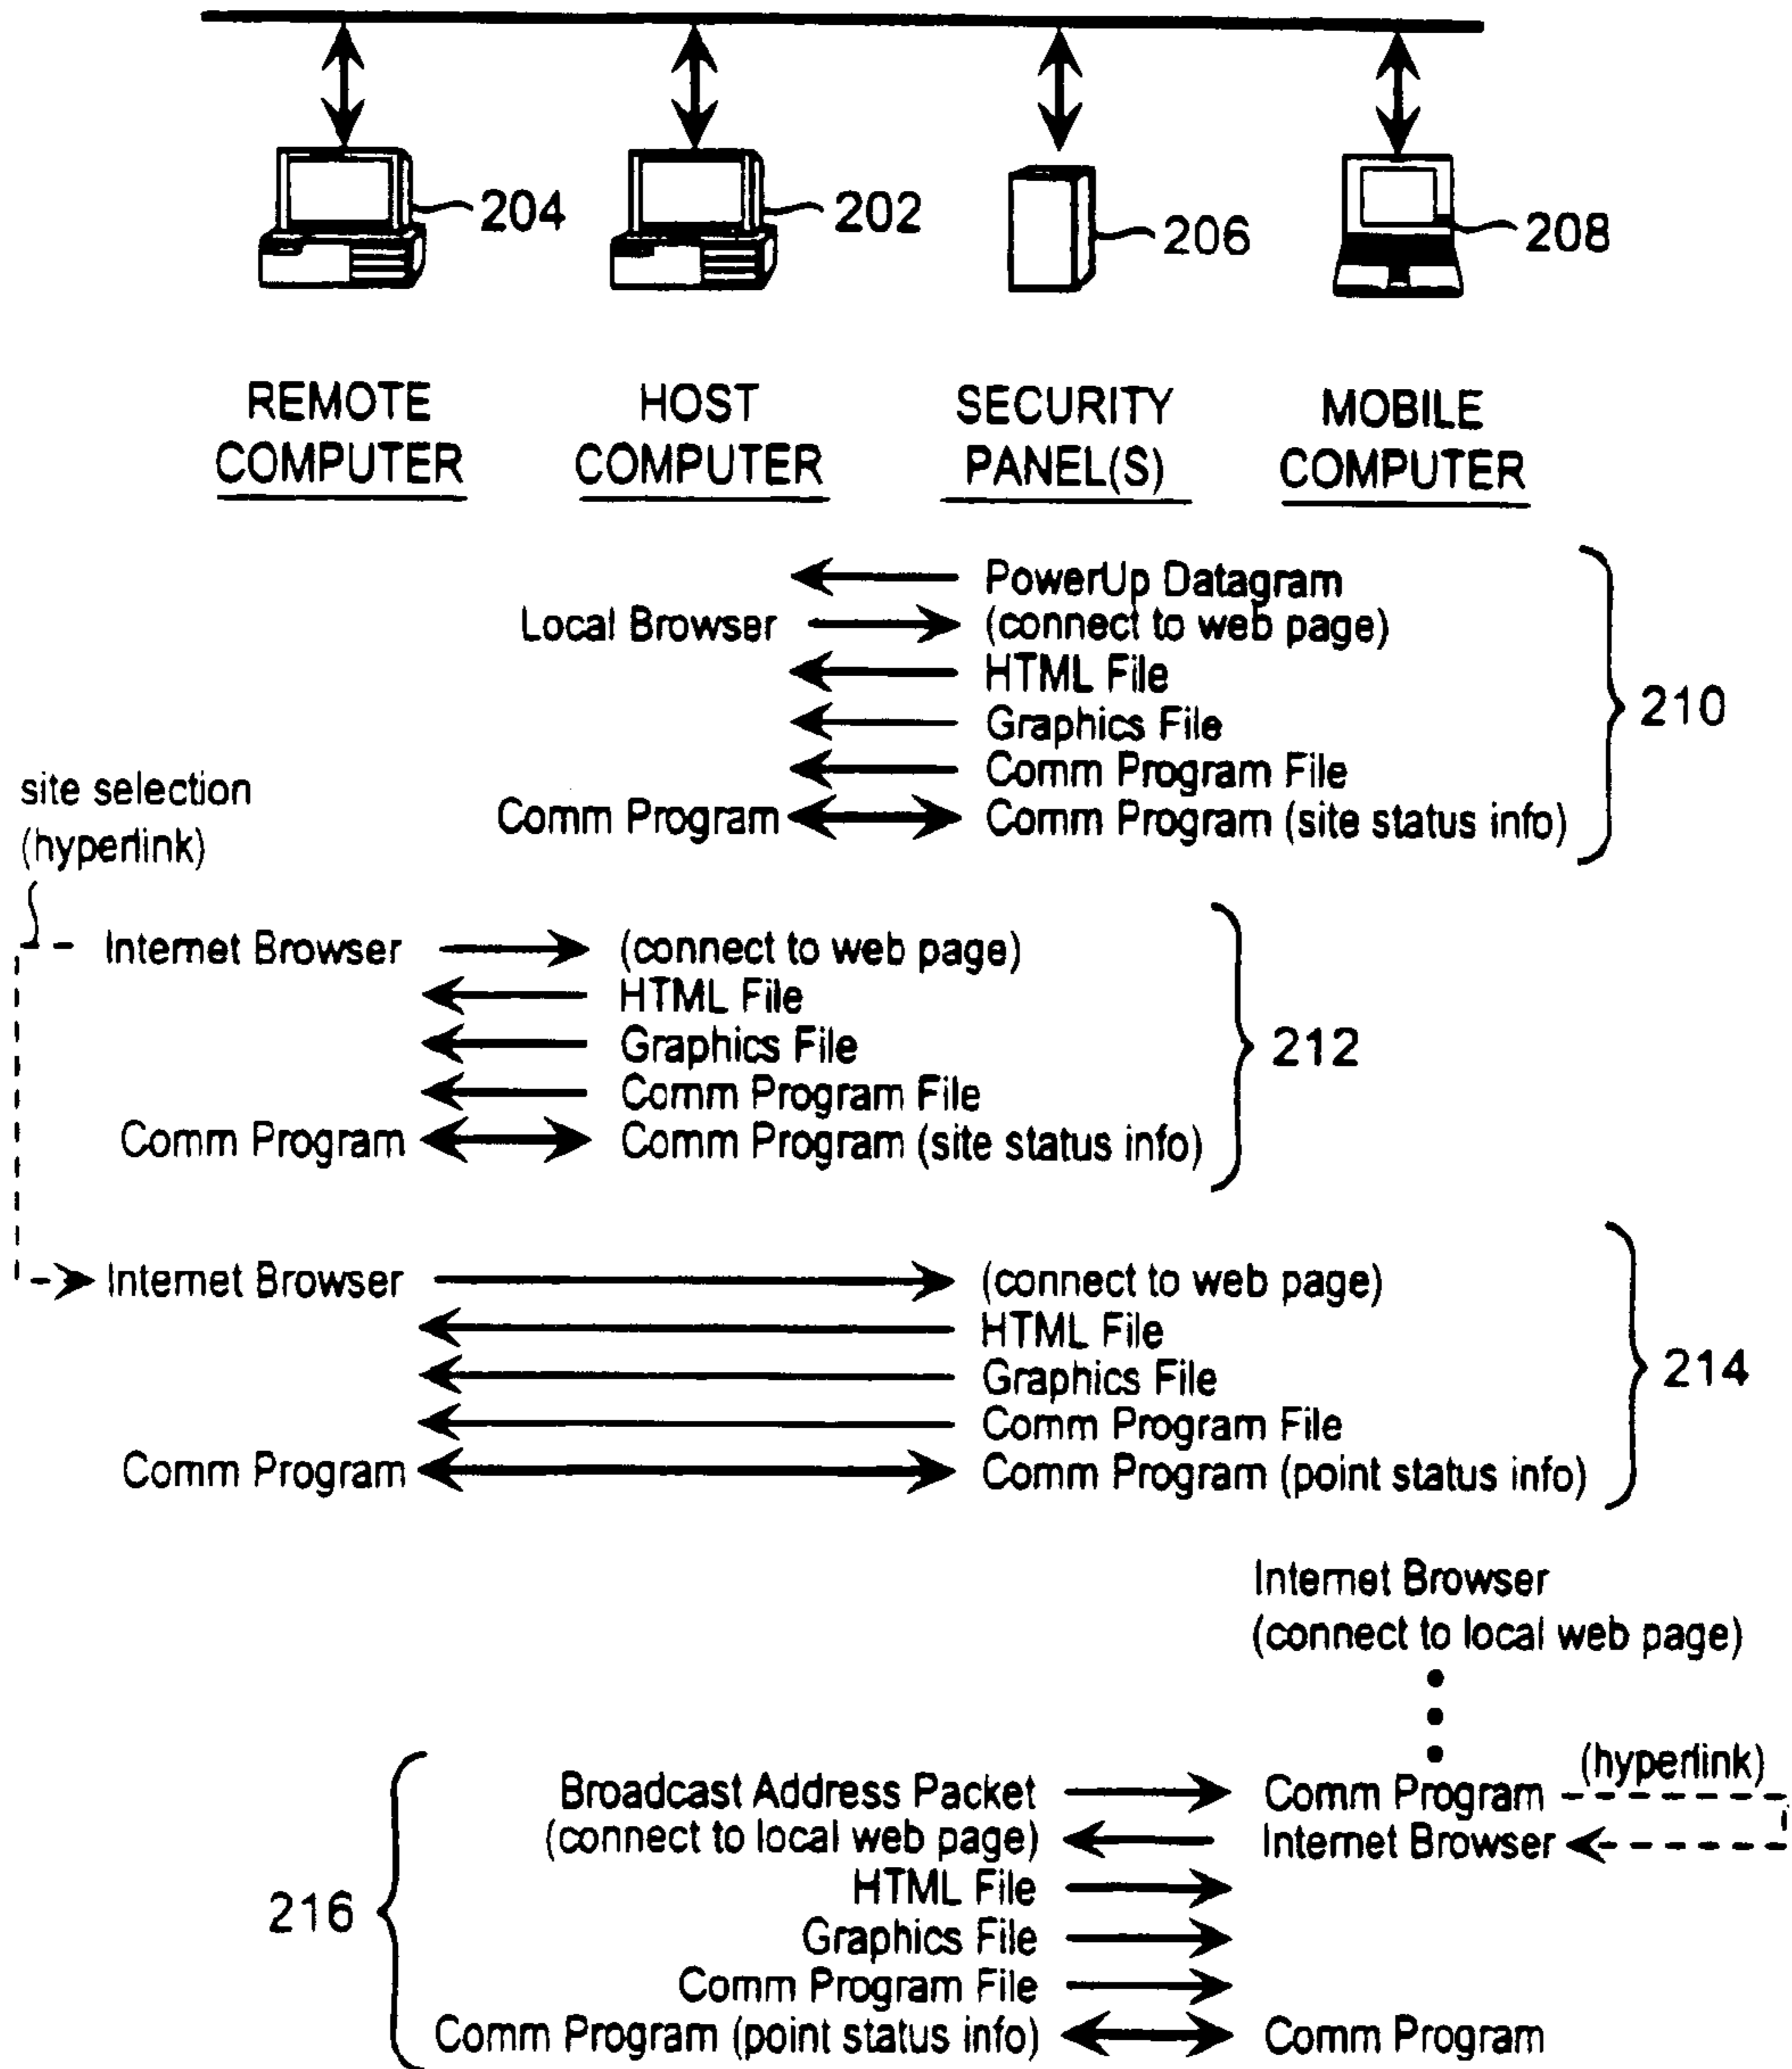 204
202
206
208
REMOTE COMPUTER
HOST COMPUTER
SECURITY PANEL(S)
MOBILE COMPUTER
PowerUp Datagram
Local Browser (connect to web page)
HTML File
Graphics File
Comm Program File
Comm Program Comm Program (site status info)
210
site selection
(hyperlink)
Internet Browser (connect to web page)
HTML File
Graphics File
Comm Program File
Comm Program Comm Program (site status info)
212
Internet Browser (connect to web page)
HTML File
Graphics File
Comm Program File
Comm Program Comm Program (point status info)
214
Internet Browser
(connect to local web page)
(hyperlink)
Broadcast Address Packet Comm Program
(connect to local web page) Internet Browser
HTML File
Graphics File
Comm Program File
Comm Program (point status info) Comm Program
216